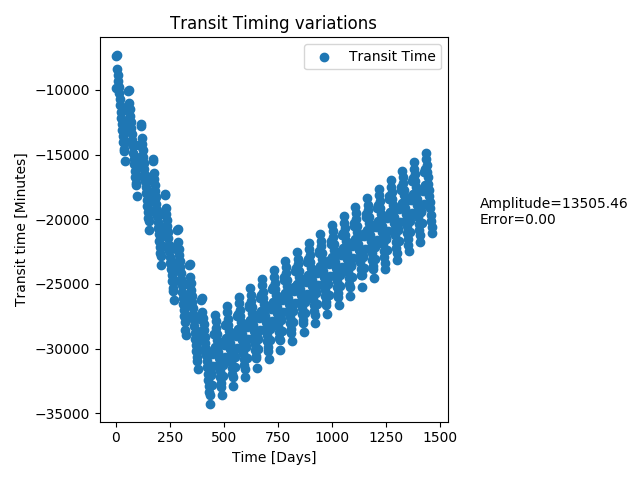 Transit Timing variations
Transit Time
Transit time [Minutes]
−10000
−15000
−20000
−25000
−30000
−35000
0
250
500
750
1000
1250
1500
Time [Days]
Amplitude=13505.46
Error=0.00